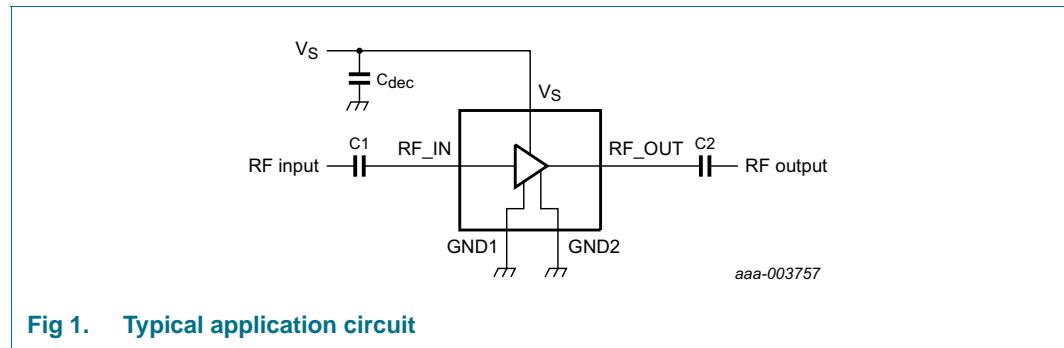 VS
Cdec
VS
C1
RF_IN
RF_OUT
C2
RF input
RF output
GND1
GND2
aaa-003757
Fig 1. Typical application circuit